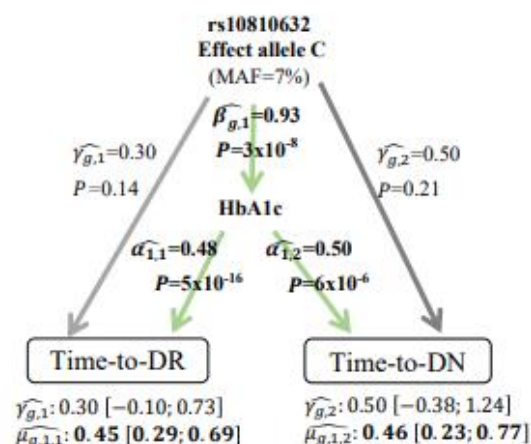 rs10810632
Effect allele C
(MAF=7%)
β̂_{g,1}=0.93
P=3x10⁻⁸
γ̂_{g,1}=0.30
P=0.14
γ̂_{g,2}=0.50
P=0.21
HbA1c
α̂_{1,1}=0.48
P=5x10⁻¹⁶
α̂_{1,2}=0.50
P=6x10⁻⁶
Time-to-DR
Time-to-DN
γ̂_{g,1}: 0.30 [−0.10; 0.73]
μ̂_{g,1,1}: 0.45 [0.29; 0.69]
γ̂_{g,2}: 0.50 [−0.38; 1.24]
μ̂_{g,1,2}: 0.46 [0.23; 0.77]